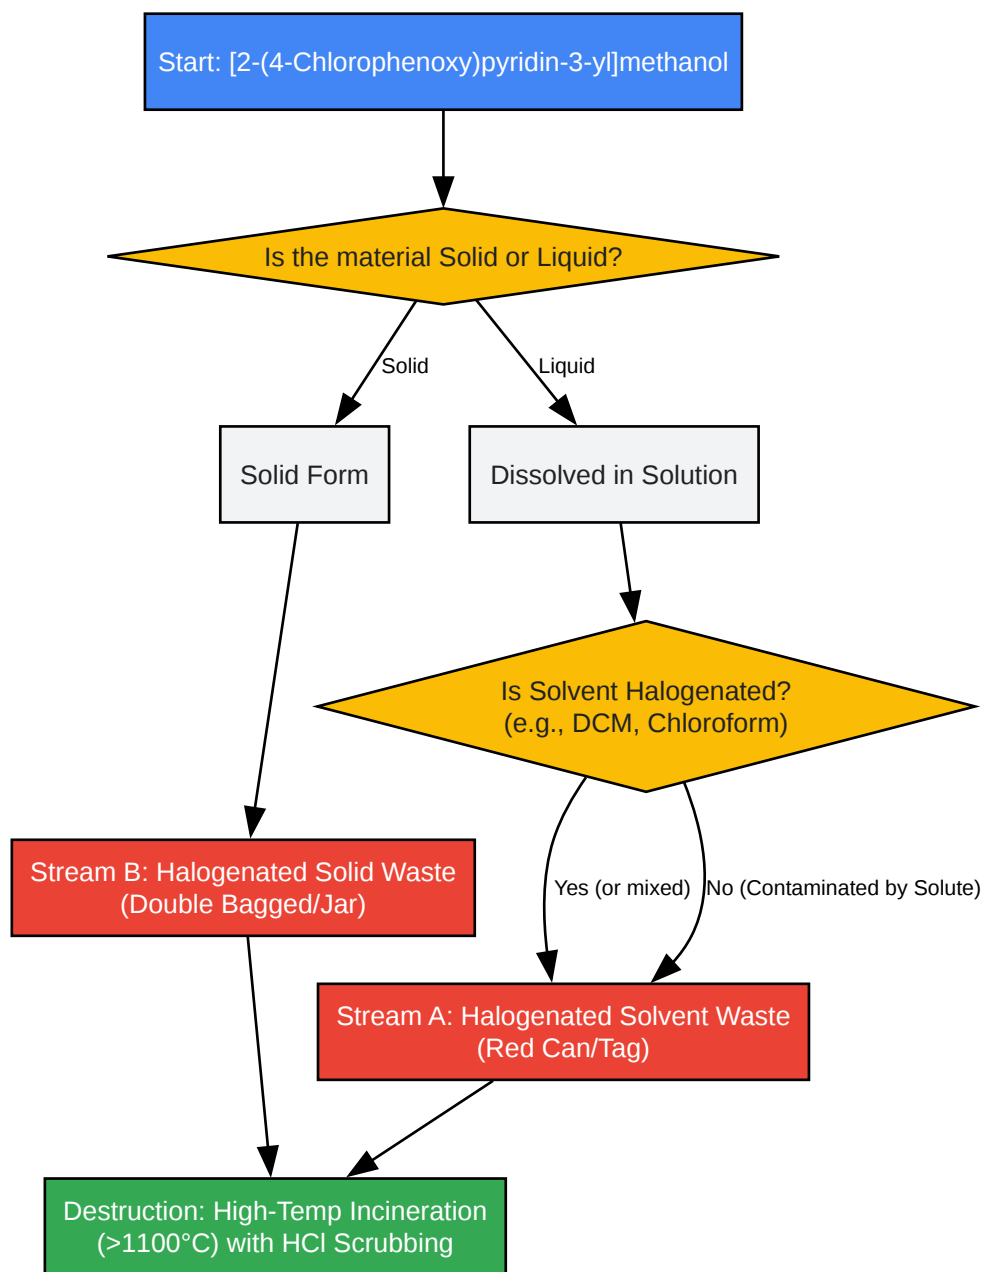 Start: [2-(4-Chlorophenoxy)pyridin-3-yl]methanol
Is the material Solid or Liquid?
Solid
Liquid
Solid Form
Dissolved in Solution
Is Solvent Halogenated?
(e.g., DCM, Chloroform)
Stream B: Halogenated Solid Waste
(Double Bagged/Jar)
Yes (or mixed)
No (Contaminated by Solute)
Stream A: Halogenated Solvent Waste
(Red Can/Tag)
Destruction: High-Temp Incineration
(>1100°C) with HCl Scrubbing